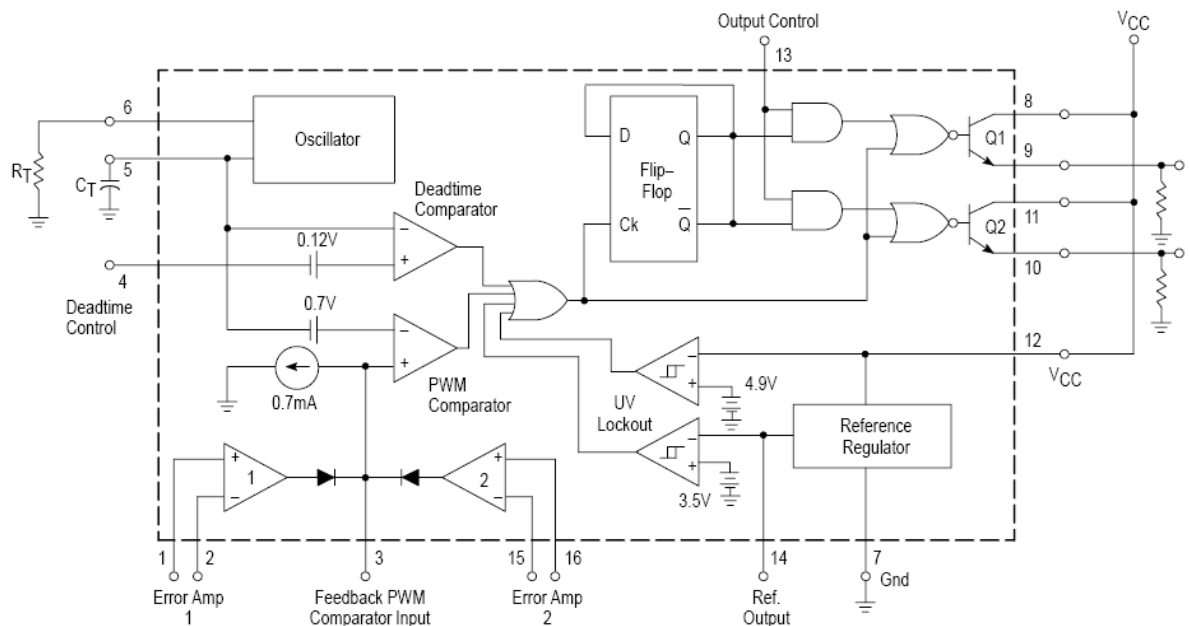 Output Control
VCC
13
6
8
Oscillator
D
Q
Q1
5
9
RT
CT
Flip–
Flop
Deadtime
Comparator
11
Ck
Q
Q2
0.12V
–
+
4
10
Deadtime
Control
0.7V
–
+
12
–
+
4.9V
VCC
0.7mA
PWM
Comparator
UV
Lockout
Reference
Regulator
–
+
3.5V
+
–
1
+
–
2
1
2
3
15
16
14
7
Gnd
Error Amp
1
Feedback PWM
Comparator Input
Error Amp
2
Ref.
Output